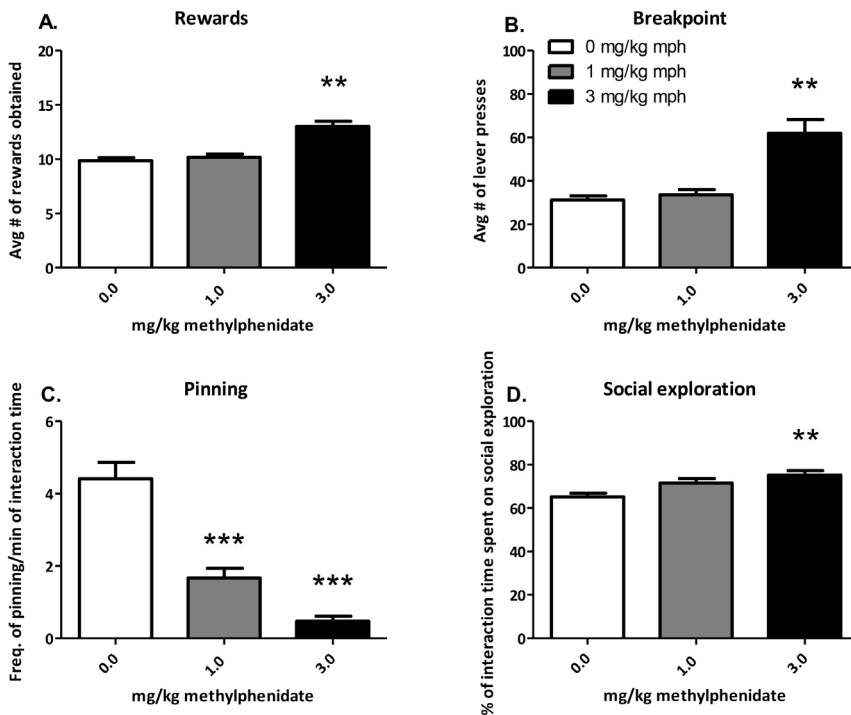 A.
Rewards
Avg # of rewards obtained
20
15
10
5
0
**
0.0
1.0
3.0
mg/kg methylphenidate
B.
Breakpoint
Avg # of lever presses
100
80
60
40
20
0
0 mg/kg mph
1 mg/kg mph
3 mg/kg mph
**
0.0
1.0
3.0
mg/kg methylphenidate
C.
Pinning
Freq. of pinning/min of interaction time
6
4
2
0
***
***
0.0
1.0
3.0
mg/kg methylphenidate
D.
Social exploration
% of interaction time spent on social exploration
100
80
60
40
20
0
**
0.0
1.0
3.0
mg/kg methylphenidate